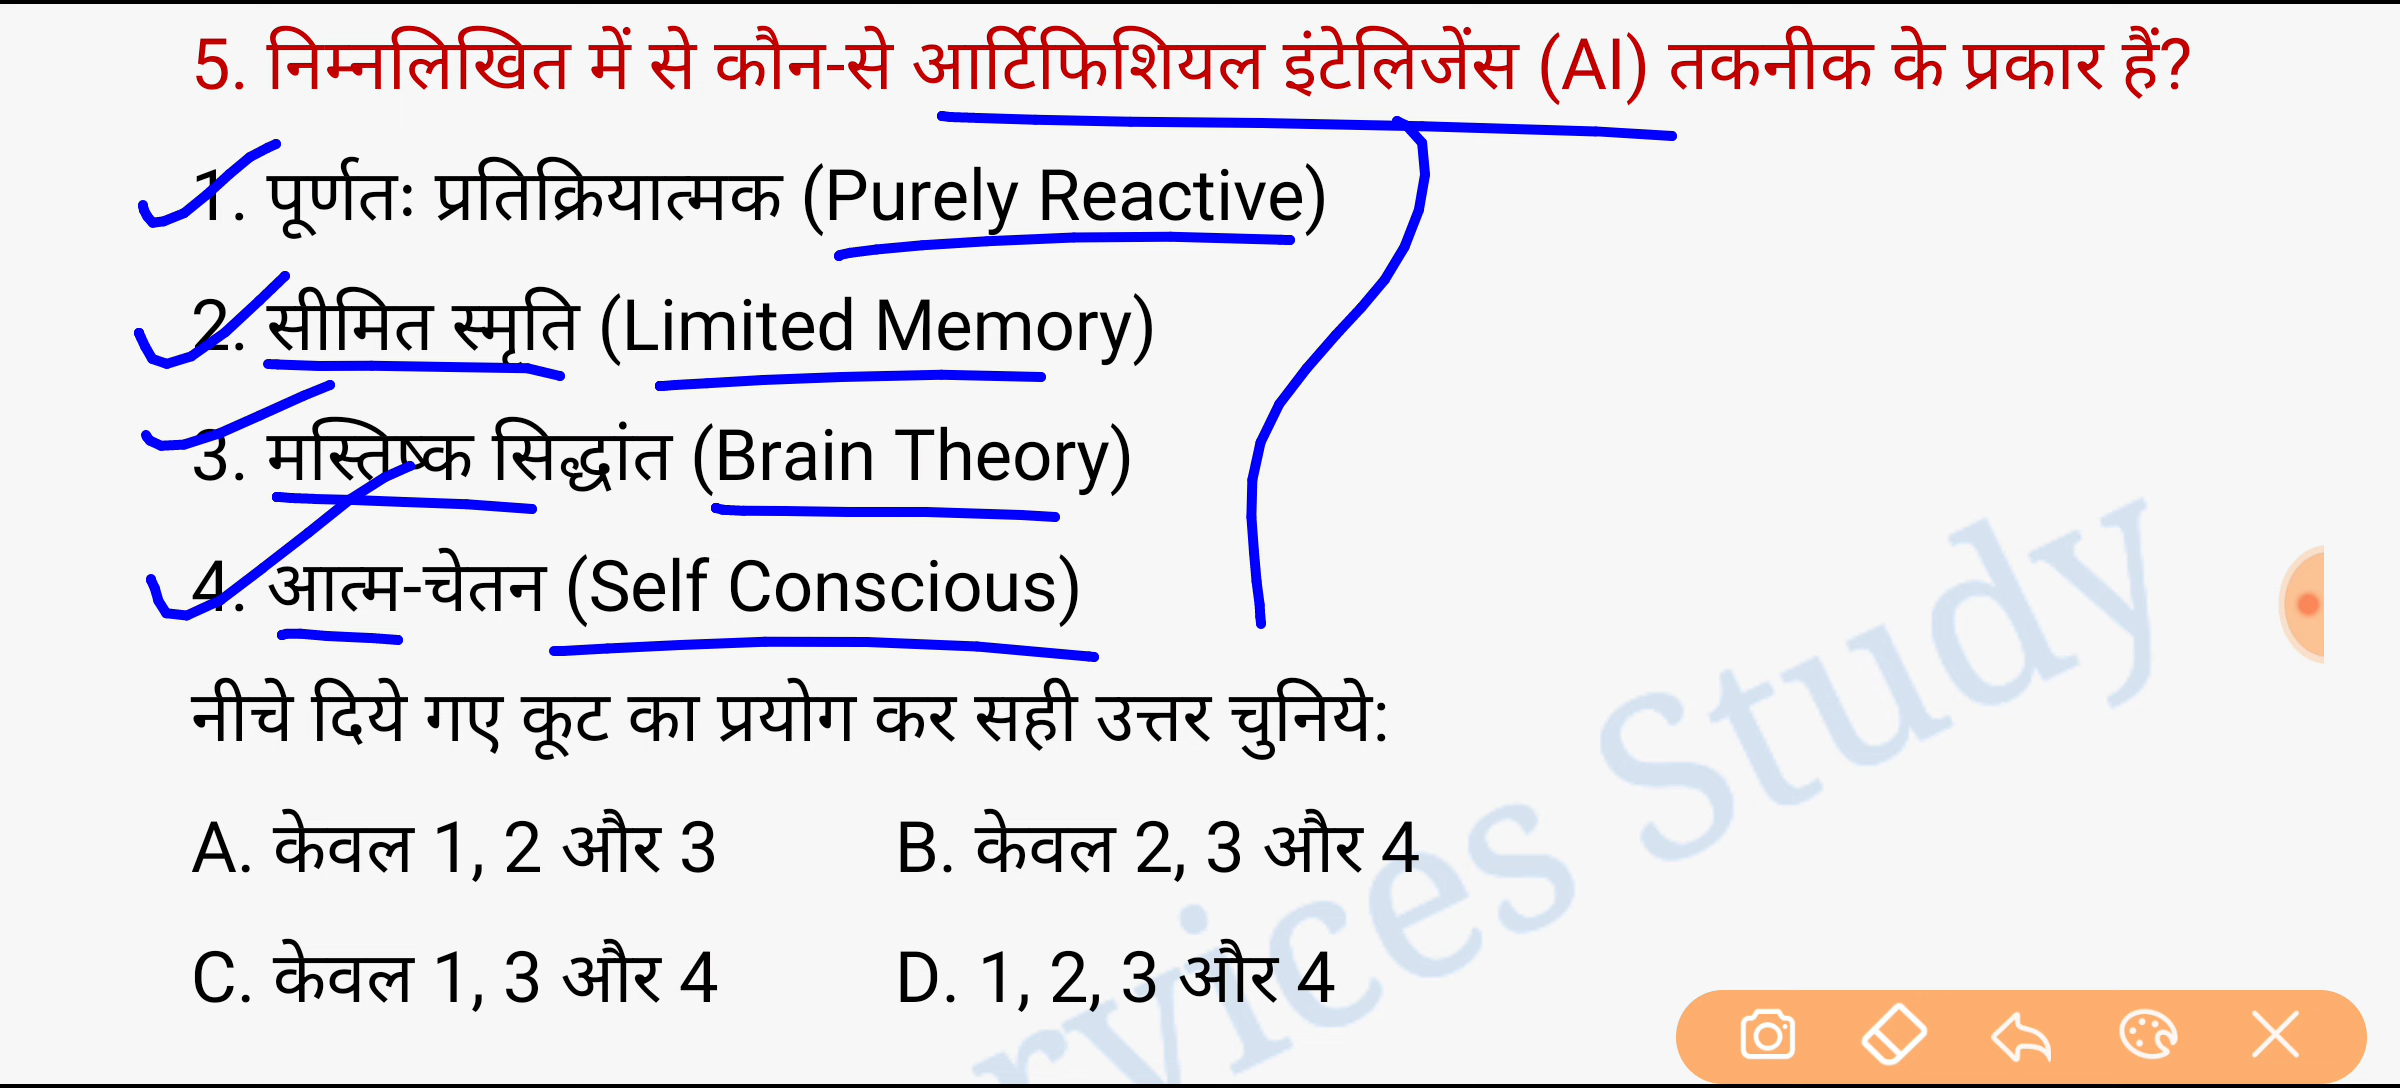 5. निम्नलिखित में से कौन-से आर्टिफिशियल इंटेलिजेंस (AI) तकनीक के प्रकार हैं?
1. पूर्णतः प्रतिक्रियात्मक (Purely Reactive)
2. सीमित स्मृति (Limited Memory)
3. मस्तिष्क सिद्धांत (Brain Theory)
4. आत्म-चेतन (Self Conscious)
नीचे दिये गए कूट का प्रयोग कर सही उत्तर चुनिये:
A. केवल 1, 2 और 3 B. केवल 2, 3 और 4
C. केवल 1, 3 और 4 D. 1, 2, 3 और 4
rvices Study